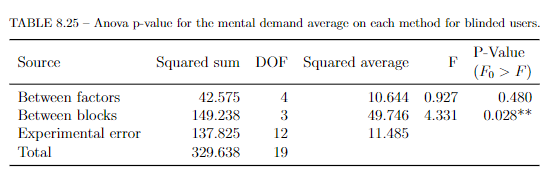 TABLE 8.25 – Anova p-value for the mental demand average on each method for blinded users.
Source Squared sum DOF Squared average F P-Value (F₀ > F)
Between factors 42.575 4 10.644 0.927 0.480
Between blocks 149.238 3 49.746 4.331 0.028**
Experimental error 137.825 12 11.485
Total 329.638 19